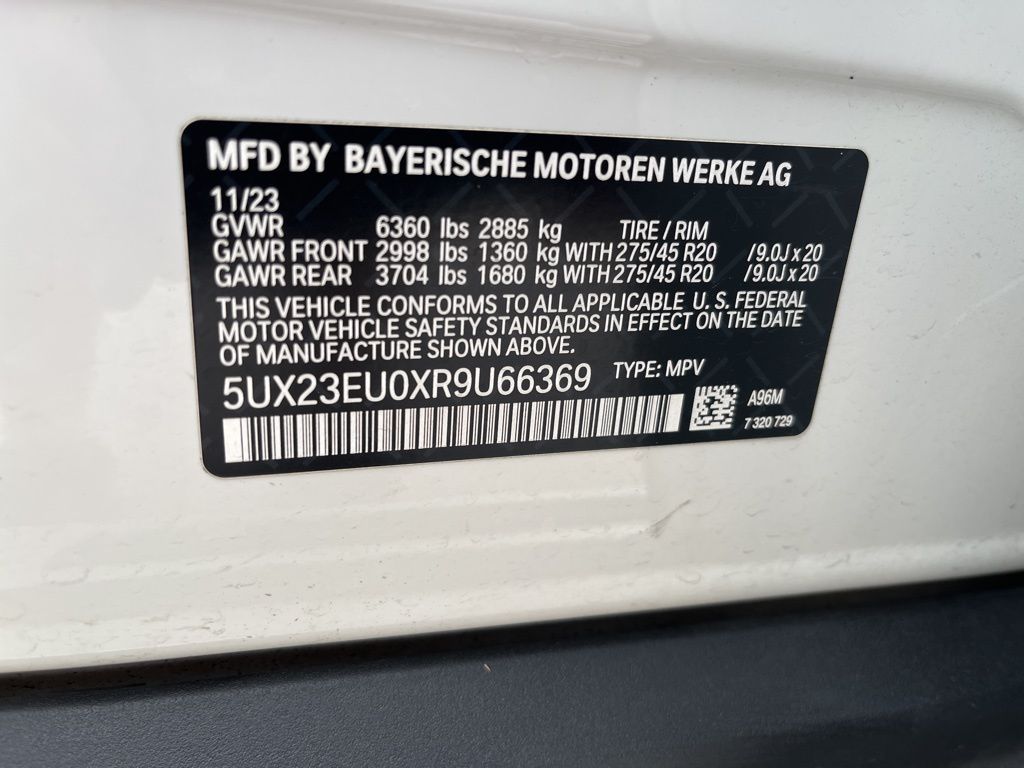 MFD BY BAYERISCHE MOTOREN WERKE AG
11/23
GVWR 6360 lbs 2885 kg TIRE / RIM
GAWR FRONT 2998 lbs 1360 kg WITH 275/45 R20 /9.0J x 20
GAWR REAR 3704 lbs 1680 kg WITH 275/45 R20 /9.0J x 20
THIS VEHICLE CONFORMS TO ALL APPLICABLE U. S. FEDERAL
MOTOR VEHICLE SAFETY STANDARDS IN EFFECT ON THE DATE
OF MANUFACTURE SHOWN ABOVE.
5UX23EU0XR9U66369 TYPE: MPV
A96M
7 320 729